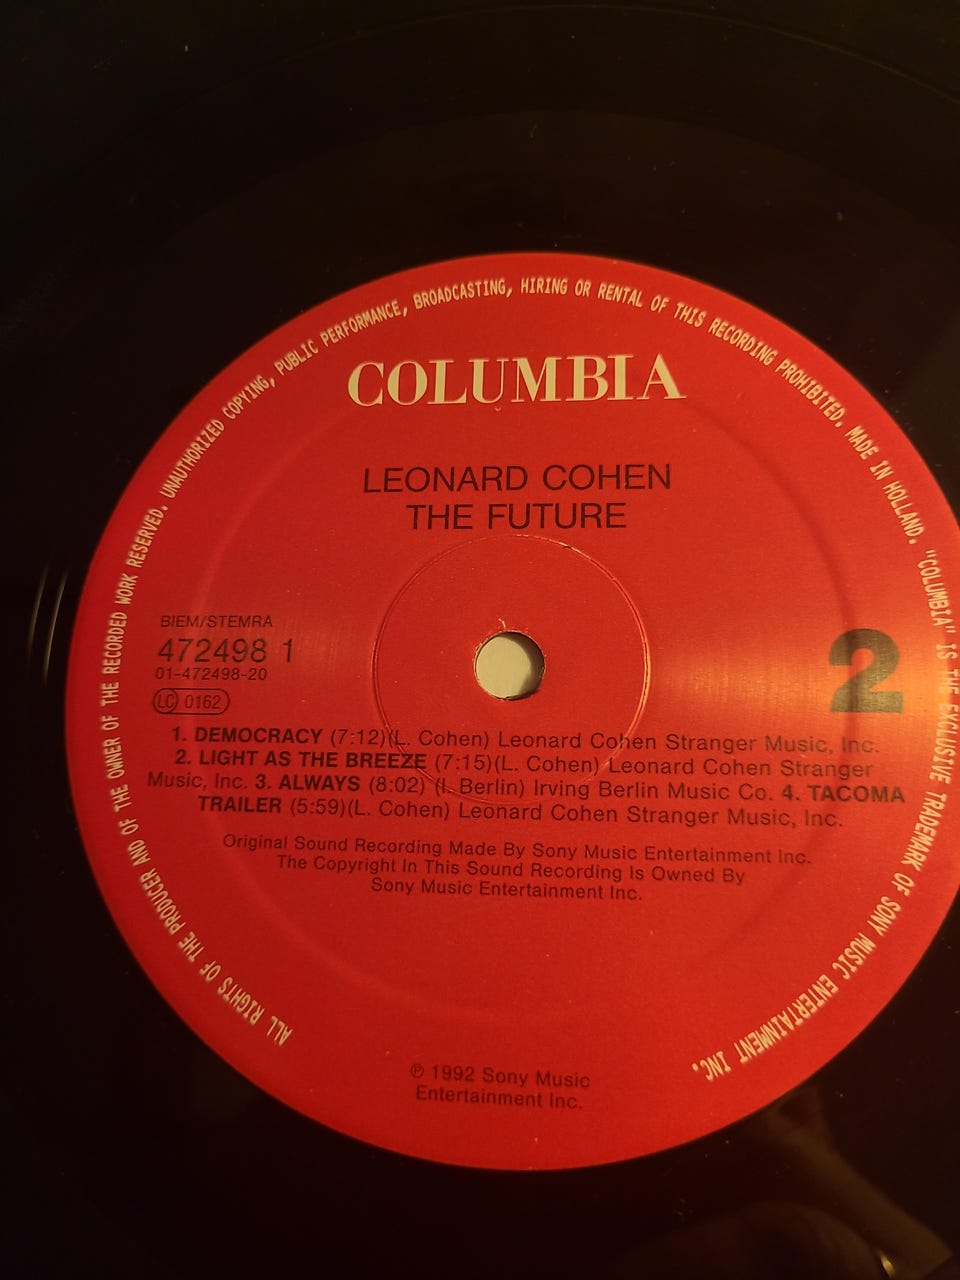 ALL RIGHTS OF THE PRODUCER AND OF THE OWNER OF THE RECORDED WORK RESERVED. UNAUTHORIZED COPYING, PUBLIC PERFORMANCE, BROADCASTING, HIRING OR RENTAL OF THIS RECORDING PROHIBITED. MADE IN HOLLAND. "COLUMBIA" IS THE EXCLUSIVE TRADEMARK OF SONY MUSIC ENTERTAINMENT INC.
COLUMBIA
LEONARD COHEN
THE FUTURE
BIEM/STEMRA
472498 1
01-472498-20
LC 0162
2
1. DEMOCRACY (7:12)(L. Cohen) Leonard Cohen Stranger Music, Inc.
2. LIGHT AS THE BREEZE (7:15)(L. Cohen) Leonard Cohen Stranger
Music, Inc. 3. ALWAYS (8:02) (I. Berlin) Irving Berlin Music Co. 4. TACOMA
TRAILER (5:59)(L. Cohen) Leonard Cohen Stranger Music, Inc.
Original Sound Recording Made By Sony Music Entertainment Inc.
The Copyright In This Sound Recording Is Owned By
Sony Music Entertainment Inc.
℗ 1992 Sony Music
Entertainment Inc.